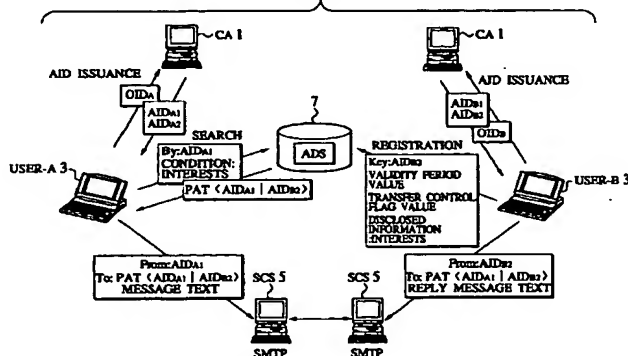 CA 1
CA 1
AID ISSUANCE
AID ISSUANCE
OIDA
AIDA1
AIDA2
AIDB1
AIDB2
OIDB
7
ADS
SEARCH
By:AIDA1
CONDITION:
INTERESTS
PAT <AIDA1 | AIDB2>
REGISTRATION
Key:AIDB2
VALIDITY PERIOD
VALUE
TRANSFER CONTROL
FLAG VALUE
DISCLOSED
INFORMATION
:INTERESTS
USER-A 3
USER-B 3
From:AIDA1
To: PAT <AIDA1 | AIDB2>
MESSAGE TEXT
From:AIDB2
To: PAT <AIDA1 | AIDB2>
REPLY MESSAGE TEXT
SCS 5
SCS 5
SMTP
SMTP